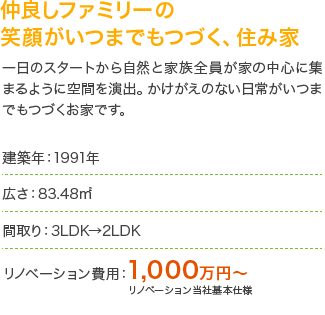 仲良しファミリーの
笑顔がいつまでもつづく、住み家
一日のスタートから自然と家族全員が家の中心に集
まるように空間を演出。かけがえのない日常がいつま
でもつづくお家です。
建築年：1991年
広さ：83.48㎡
間取り：3LDK→2LDK
リノベーション費用：1,000万円〜
リノベーション当社基本仕様